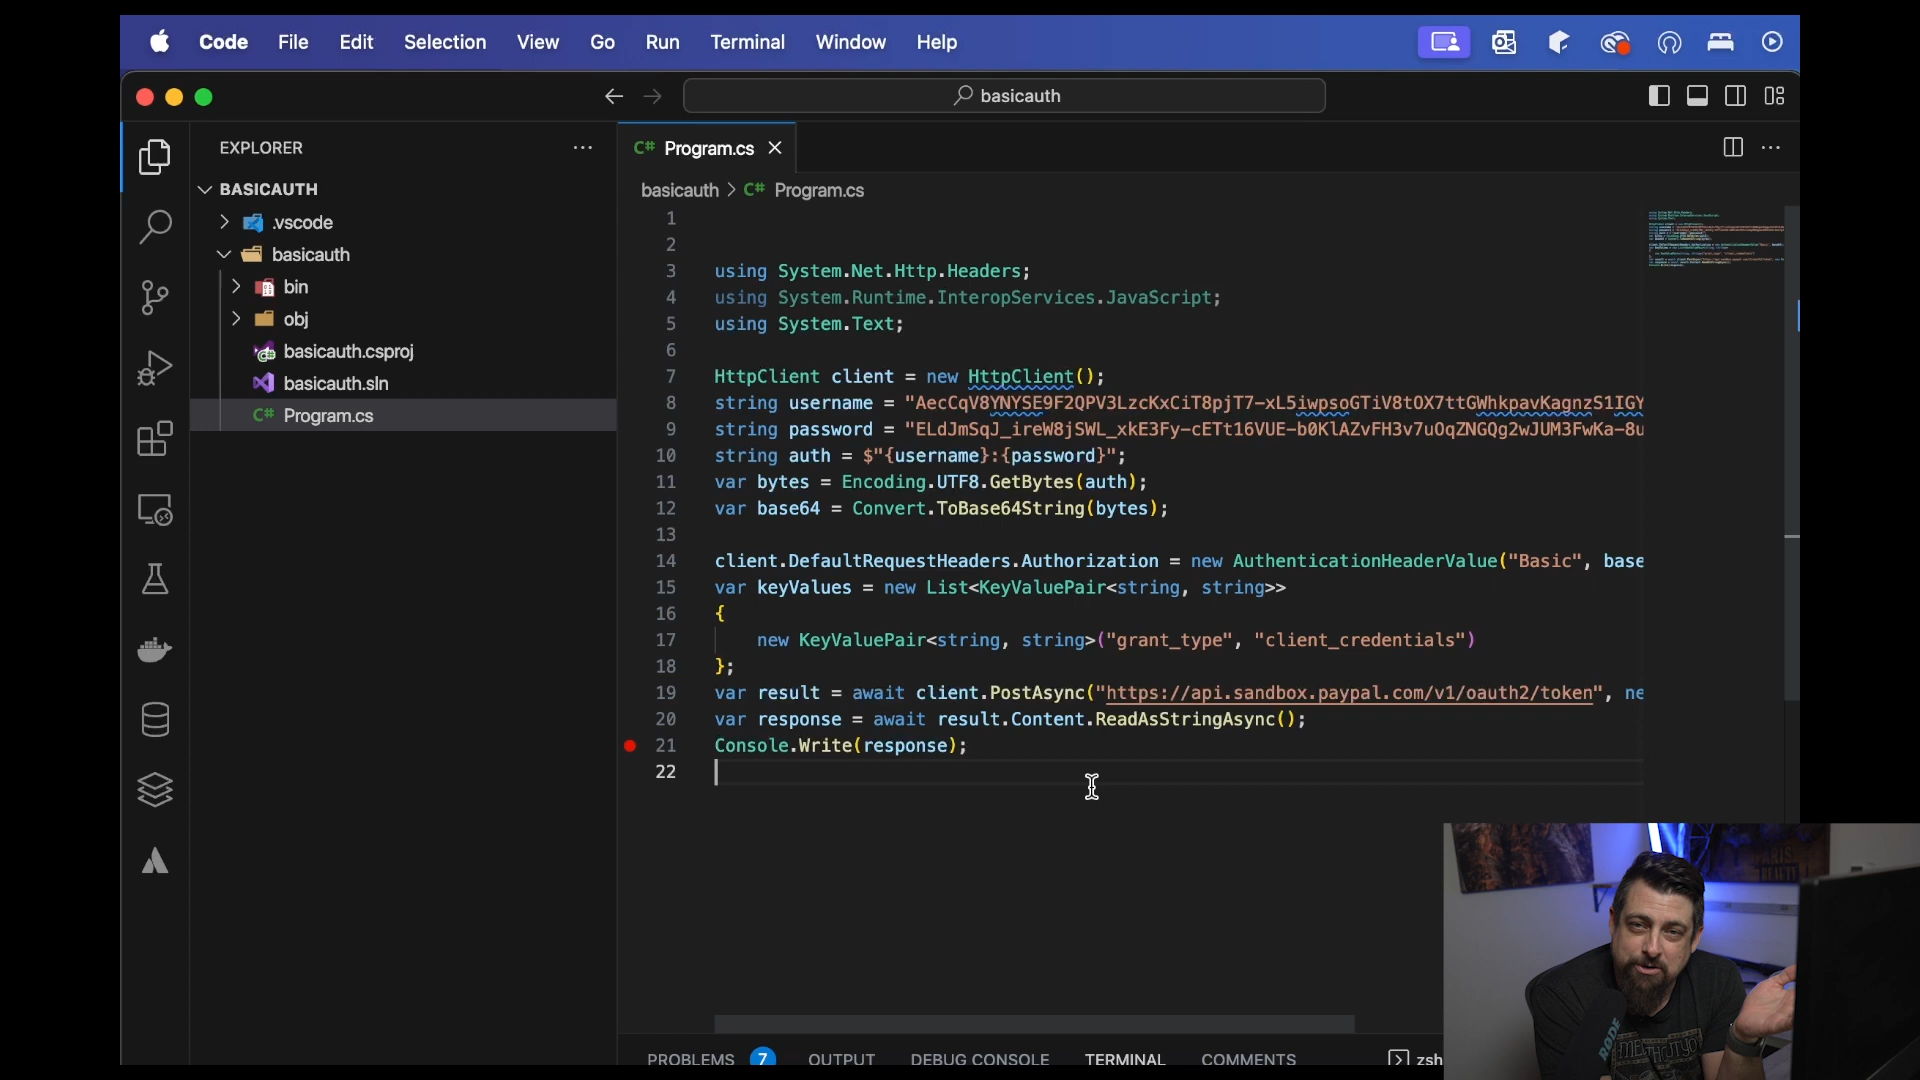 Code File Edit Selection View Go Run Terminal Window Help
basicauth
EXPLORER
BASICAUTH
.vscode
basicauth
bin
obj
basicauth.csproj
basicauth.sln
C# Program.cs
C# Program.cs
basicauth > C# Program.cs
1
2
3 using System.Net.Http.Headers;
4 using System.Runtime.InteropServices.JavaScript;
5 using System.Text;
6
7 HttpClient client = new HttpClient();
8 string username = "AecCqV8YNYSE9F2QPV3LzcKxCiT8pjT7-xL5iwpsoGTiV8tOX7ttGWhkpavKagnzS1IGY
9 string password = "ELdJmSqJ_ireW8jSWL_xkE3Fy-cETt16VUE-b0KlAZvFH3v7uOqZNGQg2wJUM3FwKa-8u
10 string auth = $"{username}:{password}";
11 var bytes = Encoding.UTF8.GetBytes(auth);
12 var base64 = Convert.ToBase64String(bytes);
13
14 client.DefaultRequestHeaders.Authorization = new AuthenticationHeaderValue("Basic", base
15 var keyValues = new List<KeyValuePair<string, string>>
16 {
17 new KeyValuePair<string, string>("grant_type", "client_credentials")
18 };
19 var result = await client.PostAsync("https://api.sandbox.paypal.com/v1/oauth2/token", ne
20 var response = await result.Content.ReadAsStringAsync();
21 Console.Write(response);
22
PROBLEMS 7 OUTPUT DEBUG CONSOLE TERMINAL COMMENTS zsh
PARIS
BEAUTY
RODE